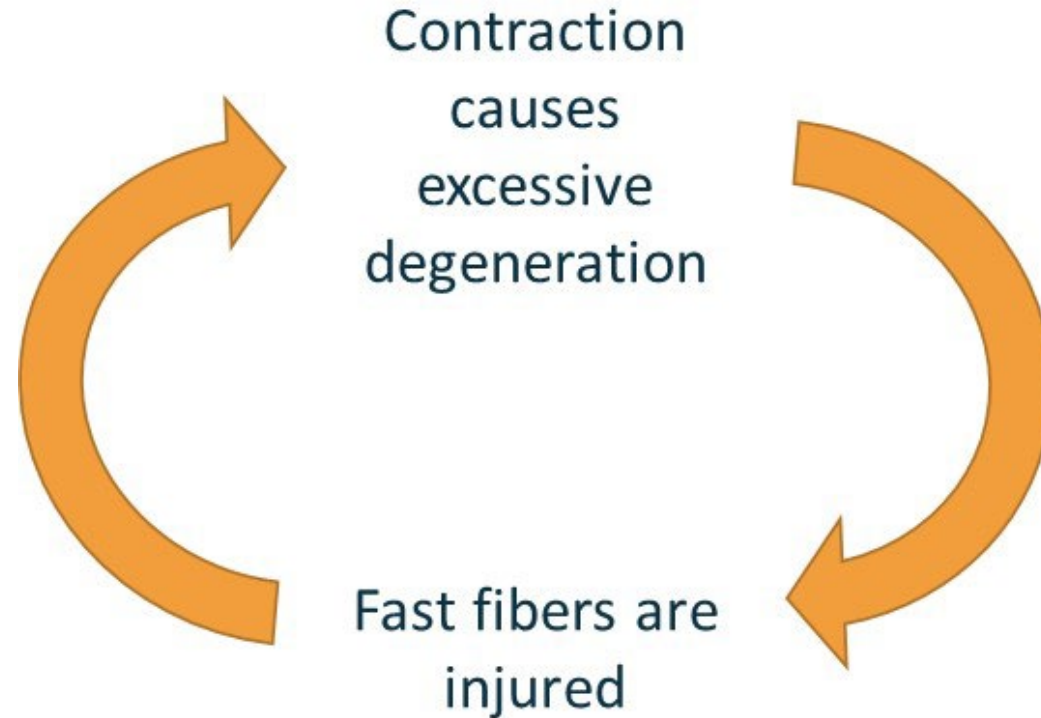 Contraction
causes
excessive
degeneration
Fast fibers are
injured